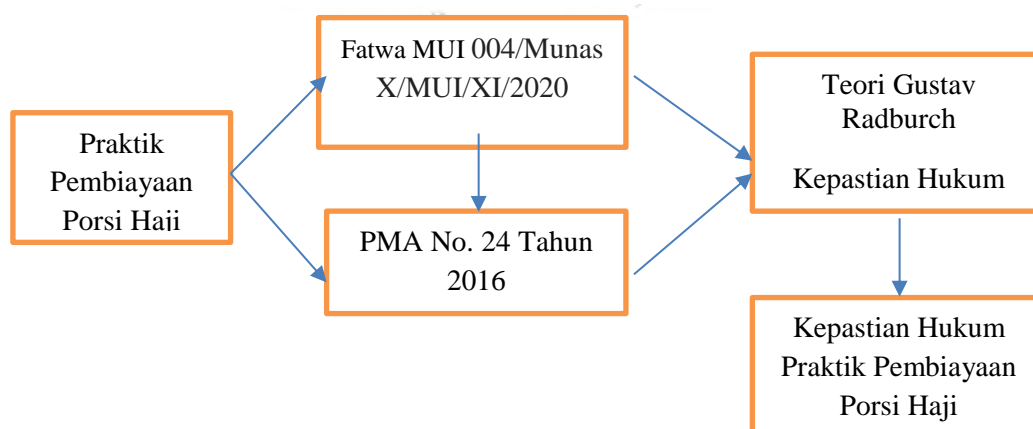 Praktik
Pembiayaan
Porsi Haji
Fatwa MUI 004/Munas
X/MUI/XI/2020
PMA No. 24 Tahun
2016
Teori Gustav
Radburch
Kepastian Hukum
Kepastian Hukum
Praktik Pembiayaan
Porsi Haji